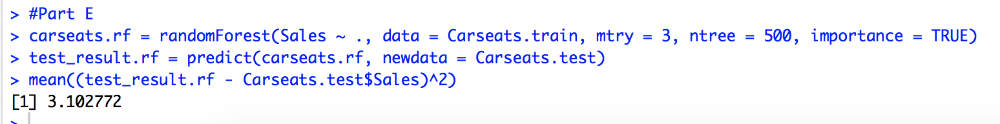 > #Part E
> carseats.rf = randomForest(Sales ~ ., data = Carseats.train, mtry = 3, ntree = 500, importance = TRUE)
> test_result.rf = predict(carseats.rf, newdata = Carseats.test)
> mean((test_result.rf - Carseats.test$Sales)^2)
[1] 3.102772
>